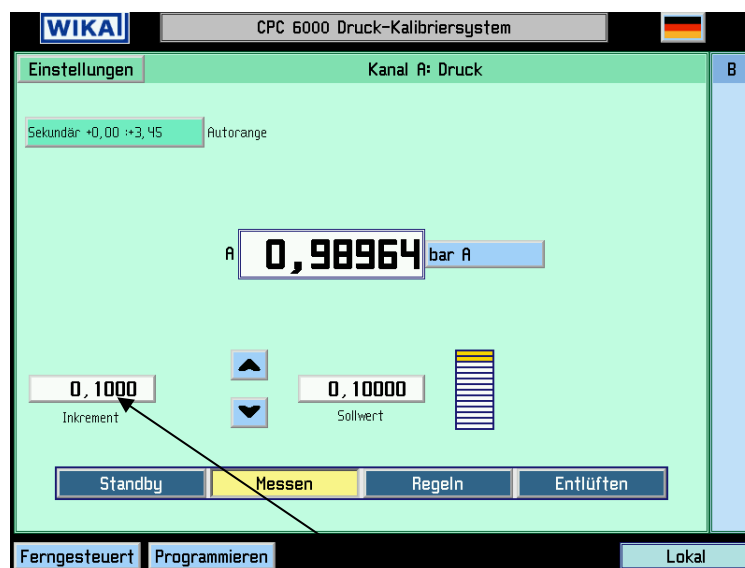 WIKAI
CPC 6000 Druck-Kalibriersystem
Einstellungen
Kanal A: Druck
B
Sekundär +0,00 :+3,45
Autorange
A
0,98964
bar A
0,1000
0,10000
Inkrement
Sollwert
Standby
Messen
Regeln
Entlüften
Ferngesteuert
Programmieren
Lokal